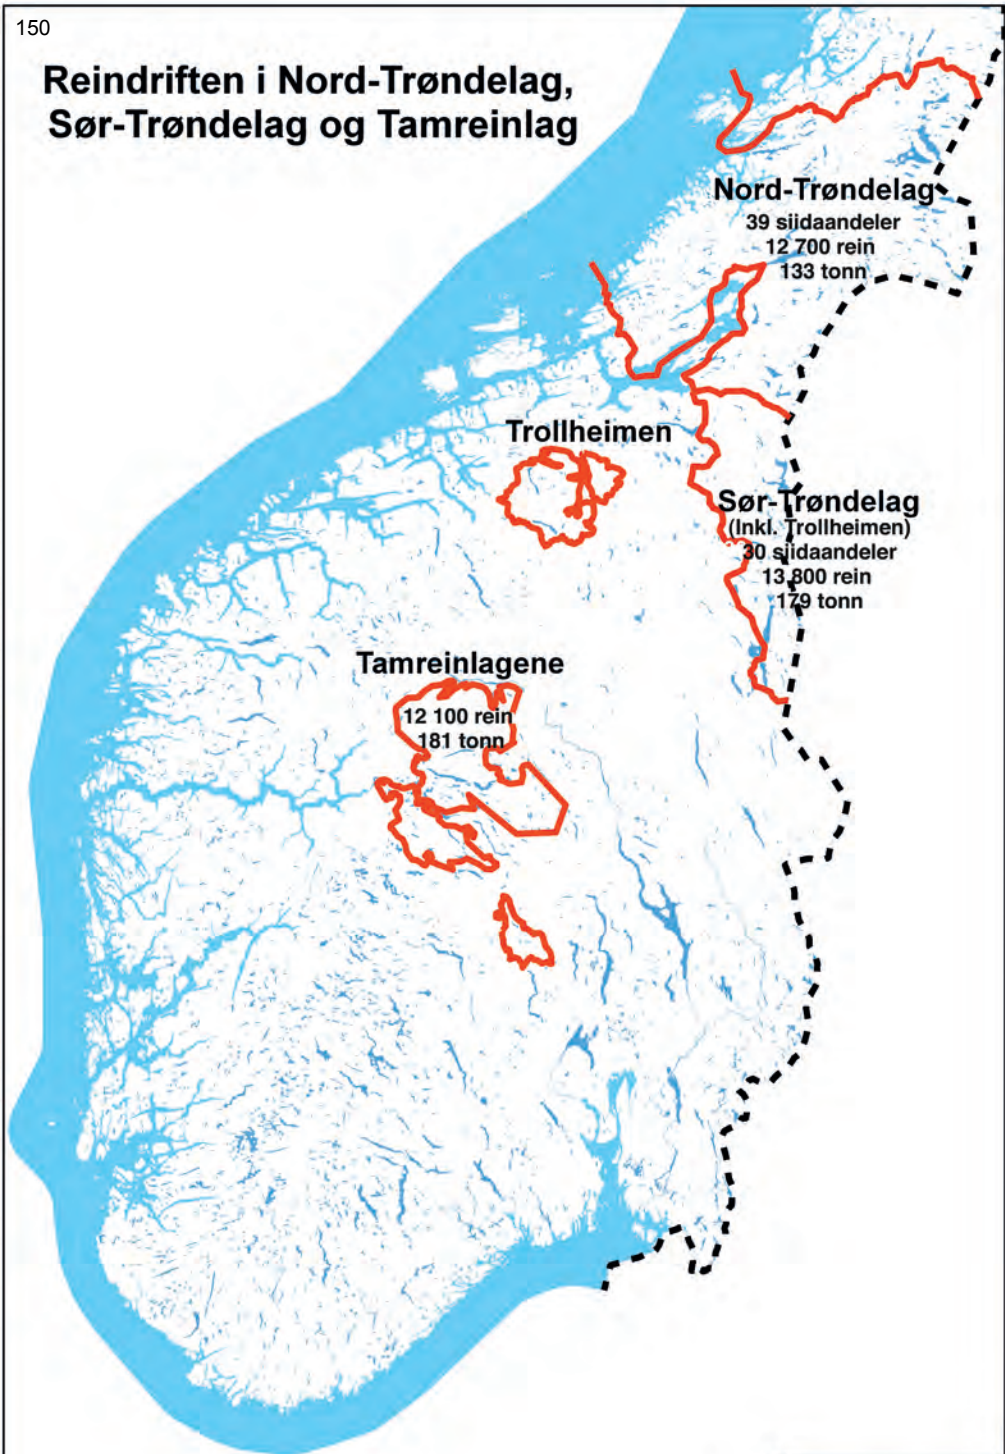 150
Reindriften i Nord-Trøndelag,
Sør-Trøndelag og Tamreinlag
Nord-Trøndelag
39 siidaandeler
12 700 rein
133 tonn
Trollheimen
Sør-Trøndelag
(Inkl. Trollheimen)
30 siidaandeler
13 800 rein
179 tonn
Tamreinlagene
12 100 rein
181 tonn